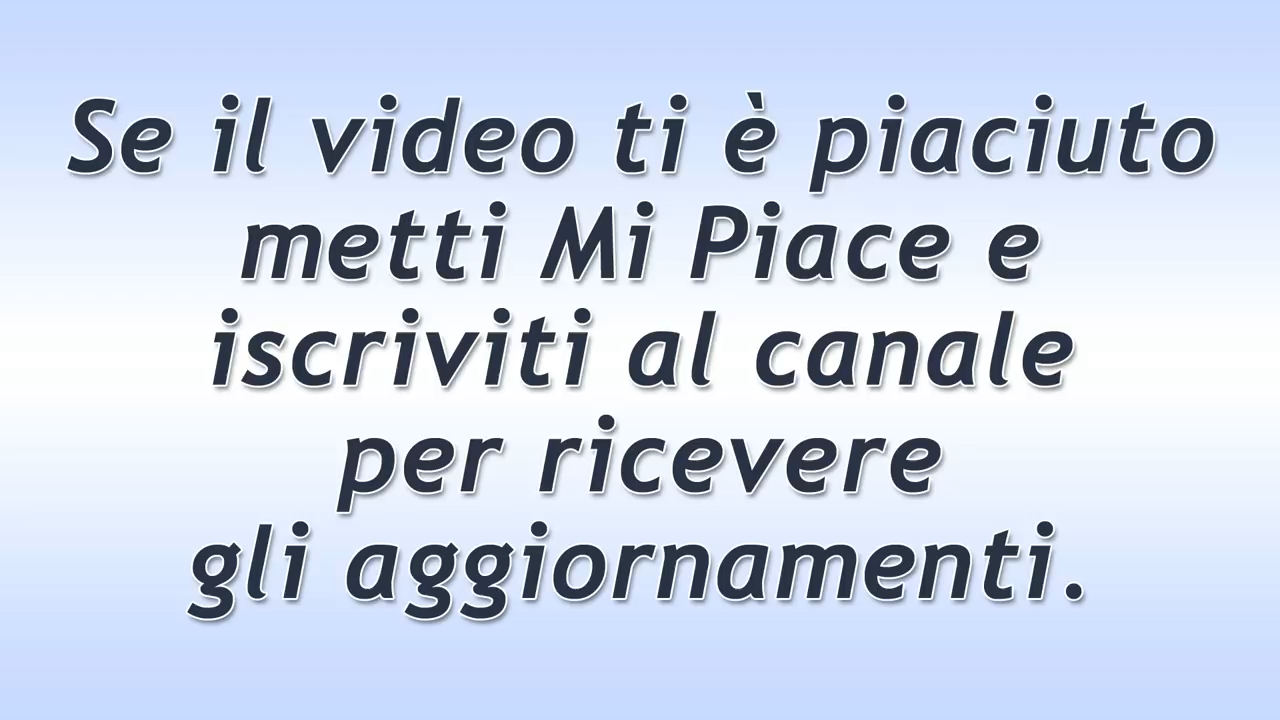 Se il video ti è piaciuto
metti Mi Piace e
iscriviti al canale
per ricevere
gli aggiornamenti.